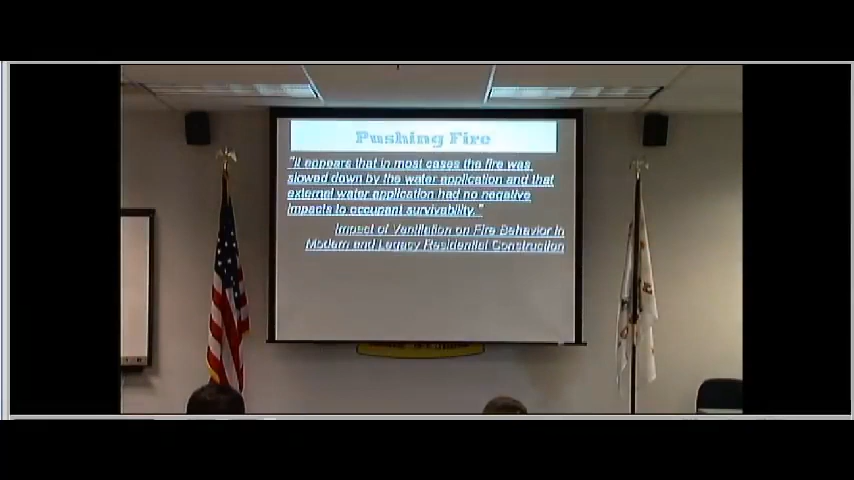 Pushing Fire
"It appears that in most cases the fire was
slowed down by the water application and that
external water application had no negative
impacts to occupant survivability."
Impact of Ventilation on Fire Behavior in
Modern and Legacy Residential Construction